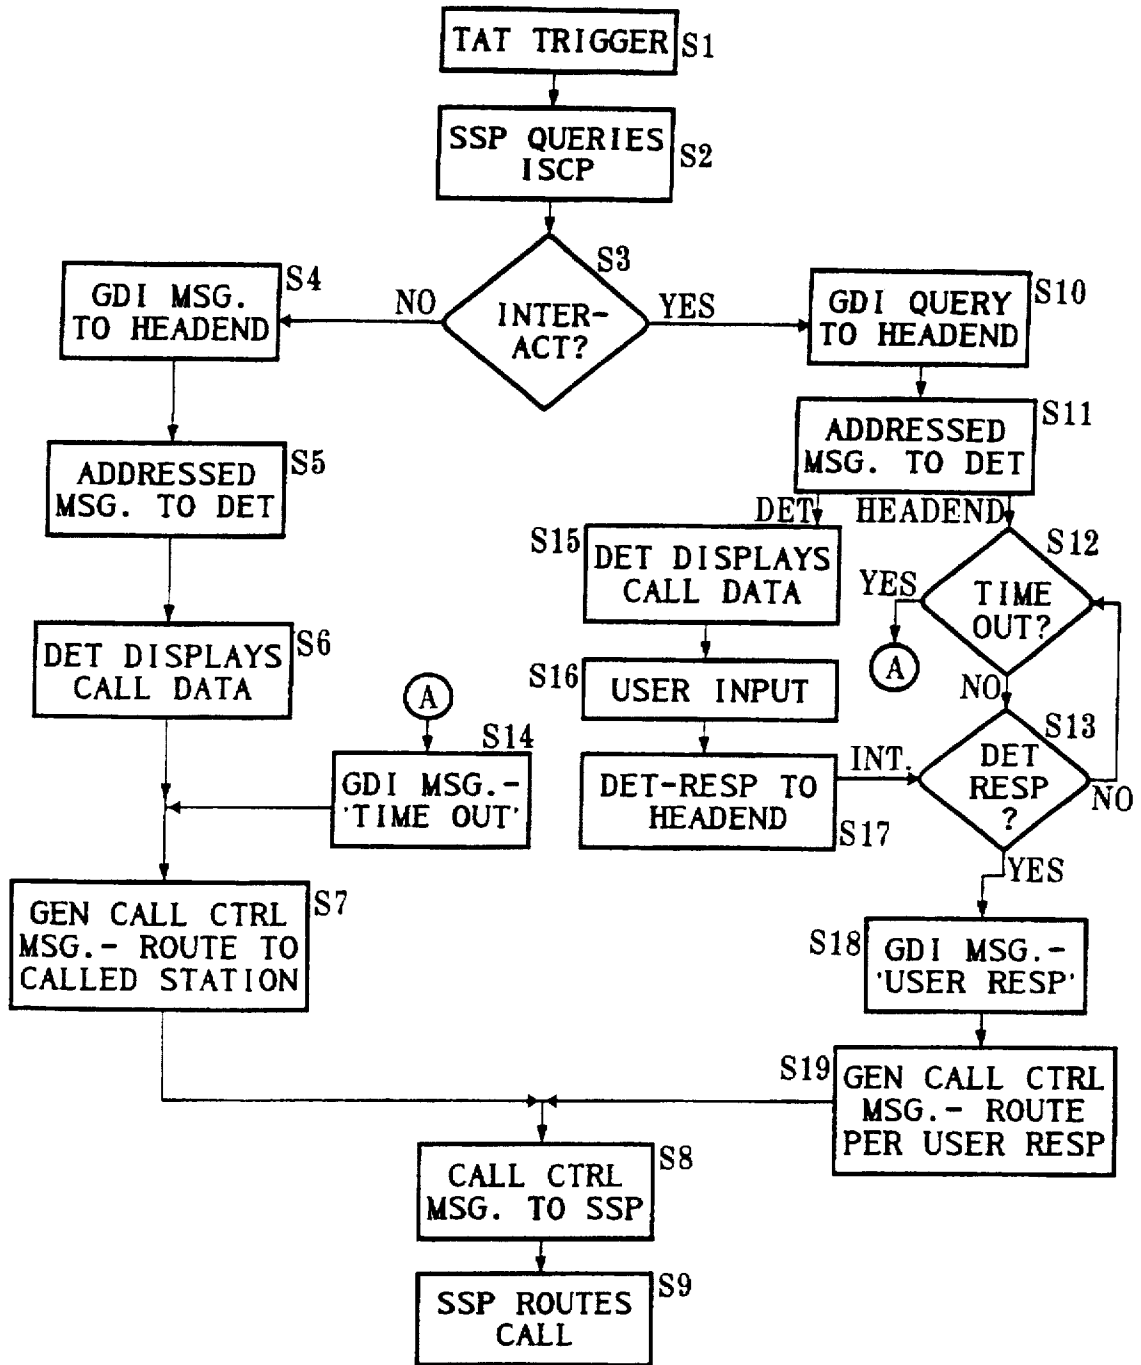 TAT TRIGGER
S1
SSP QUERIES
ISCP
S2
S3
INTER-
ACT?
NO
YES
S4
GDI MSG.
TO HEADEND
S10
GDI QUERY
TO HEADEND
S5
ADDRESSED
MSG. TO DET
S11
ADDRESSED
MSG. TO DET
DET
HEADEND
S15
DET DISPLAYS
CALL DATA
S12
TIME
OUT?
YES
A
NO
S6
DET DISPLAYS
CALL DATA
S16
USER INPUT
A
S14
GDI MSG.-
'TIME OUT'
S13
DET
RESP
?
NO
YES
INT.
DET-RESP TO
HEADEND
S17
S7
GEN CALL CTRL
MSG.- ROUTE TO
CALLED STATION
S18
GDI MSG.-
'USER RESP'
S19
GEN CALL CTRL
MSG.- ROUTE
PER USER RESP
S8
CALL CTRL
MSG. TO SSP
S9
SSP ROUTES
CALL